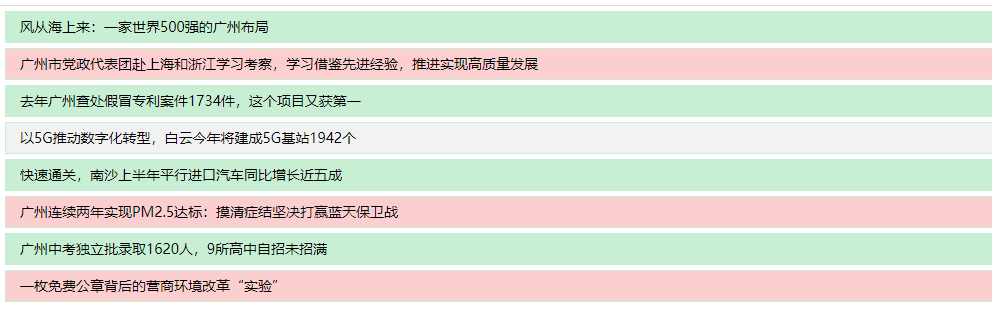 风从海上来：一家世界500强的广州布局
广州市党政代表团赴上海和浙江学习考察，学习借鉴先进经验，推进实现高质量发展
去年广州查处假冒专利案件1734件，这个项目又获第一
以5G推动数字化转型，白云今年将建成5G基站1942个
快速通关，南沙上半年平行进口汽车同比增长近五成
广州连续两年实现PM2.5达标：摸清症结坚决打赢蓝天保卫战
广州中考独立批录取1620人，9所高中自招未招满
一枚免费公章背后的营商环境改革“实验”